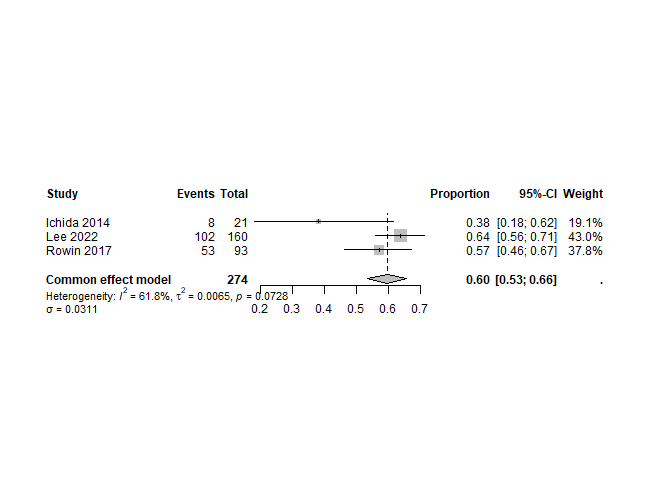 Study Events Total Proportion 95%-CI Weight
Ichida 2014 8 21 0.38 [0.18; 0.62] 19.1%
Lee 2022 102 160 0.64 [0.56; 0.71] 43.0%
Rowin 2017 53 93 0.57 [0.46; 0.67] 37.8%
Common effect model 274 0.60 [0.53; 0.66] .
Heterogeneity: I² = 61.8%, τ² = 0.0065, p = 0.0728
σ = 0.0311
0.2 0.3 0.4 0.5 0.6 0.7